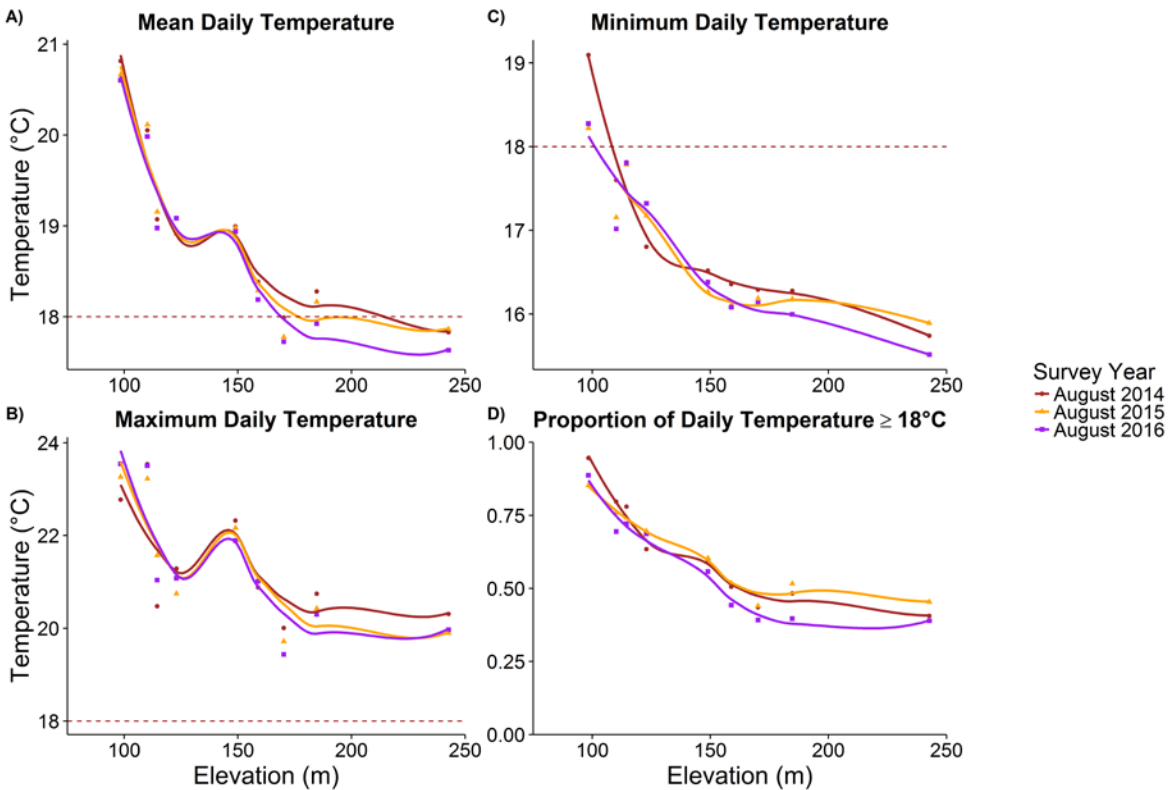 A)
Mean Daily Temperature
21
20
19
18
Temperature (°C)
100
150
200
250
C)
Minimum Daily Temperature
19
18
17
16
100
150
200
250
B)
Maximum Daily Temperature
24
22
20
18
Temperature (°C)
100
150
200
250
Elevation (m)
D)
Proportion of Daily Temperature ≥ 18°C
1.00
0.75
0.50
0.25
0.00
100
150
200
250
Elevation (m)
Survey Year
August 2014
August 2015
August 2016